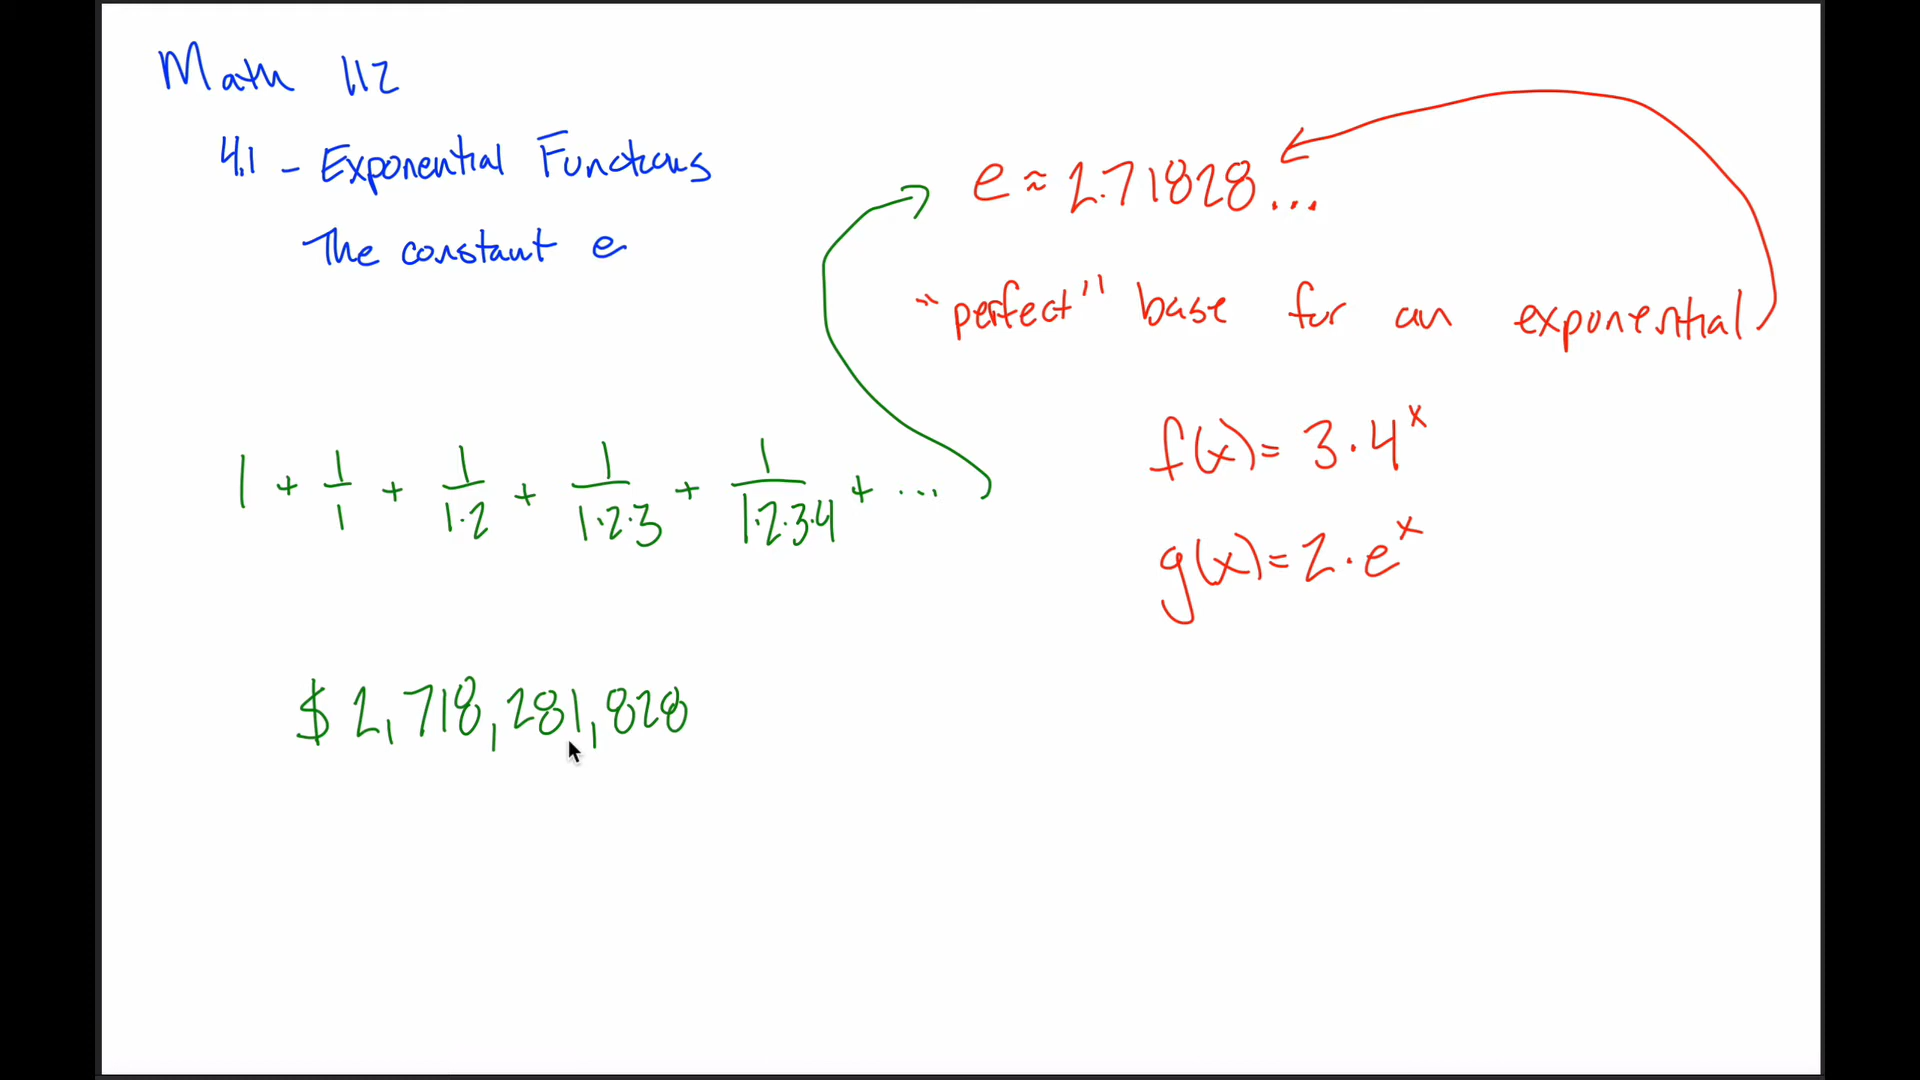 Math 112
4.1 - Exponential Functions
The constant e
e ≈ 2.71828...
"perfect" base for an exponential
1 + 1/1 + 1/(1·2) + 1/(1·2·3) + 1/(1·2·3·4) + ...
f(x) = 3·4^x
g(x) = 2·e^x
$ 2,718,281,828